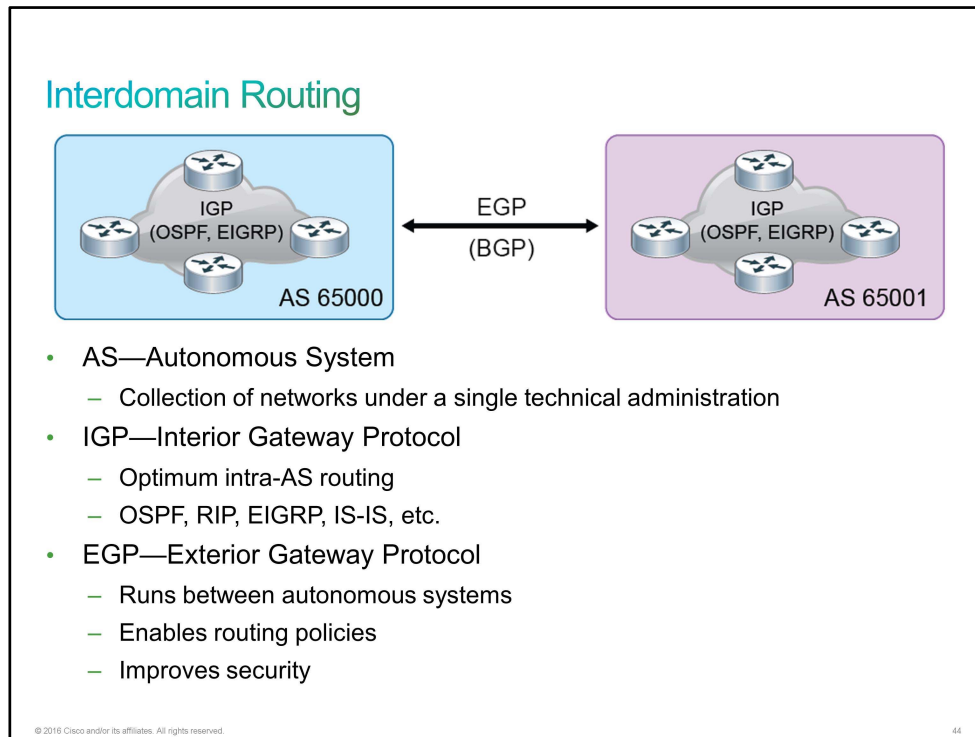 Interdomain Routing
IGP
(OSPF, EIGRP)
AS 65000
EGP
(BGP)
IGP
(OSPF, EIGRP)
AS 65001
• AS—Autonomous System
– Collection of networks under a single technical administration
• IGP—Interior Gateway Protocol
– Optimum intra-AS routing
– OSPF, RIP, EIGRP, IS-IS, etc.
• EGP—Exterior Gateway Protocol
– Runs between autonomous systems
– Enables routing policies
– Improves security
© 2016 Cisco and/or its affiliates. All rights reserved.
44